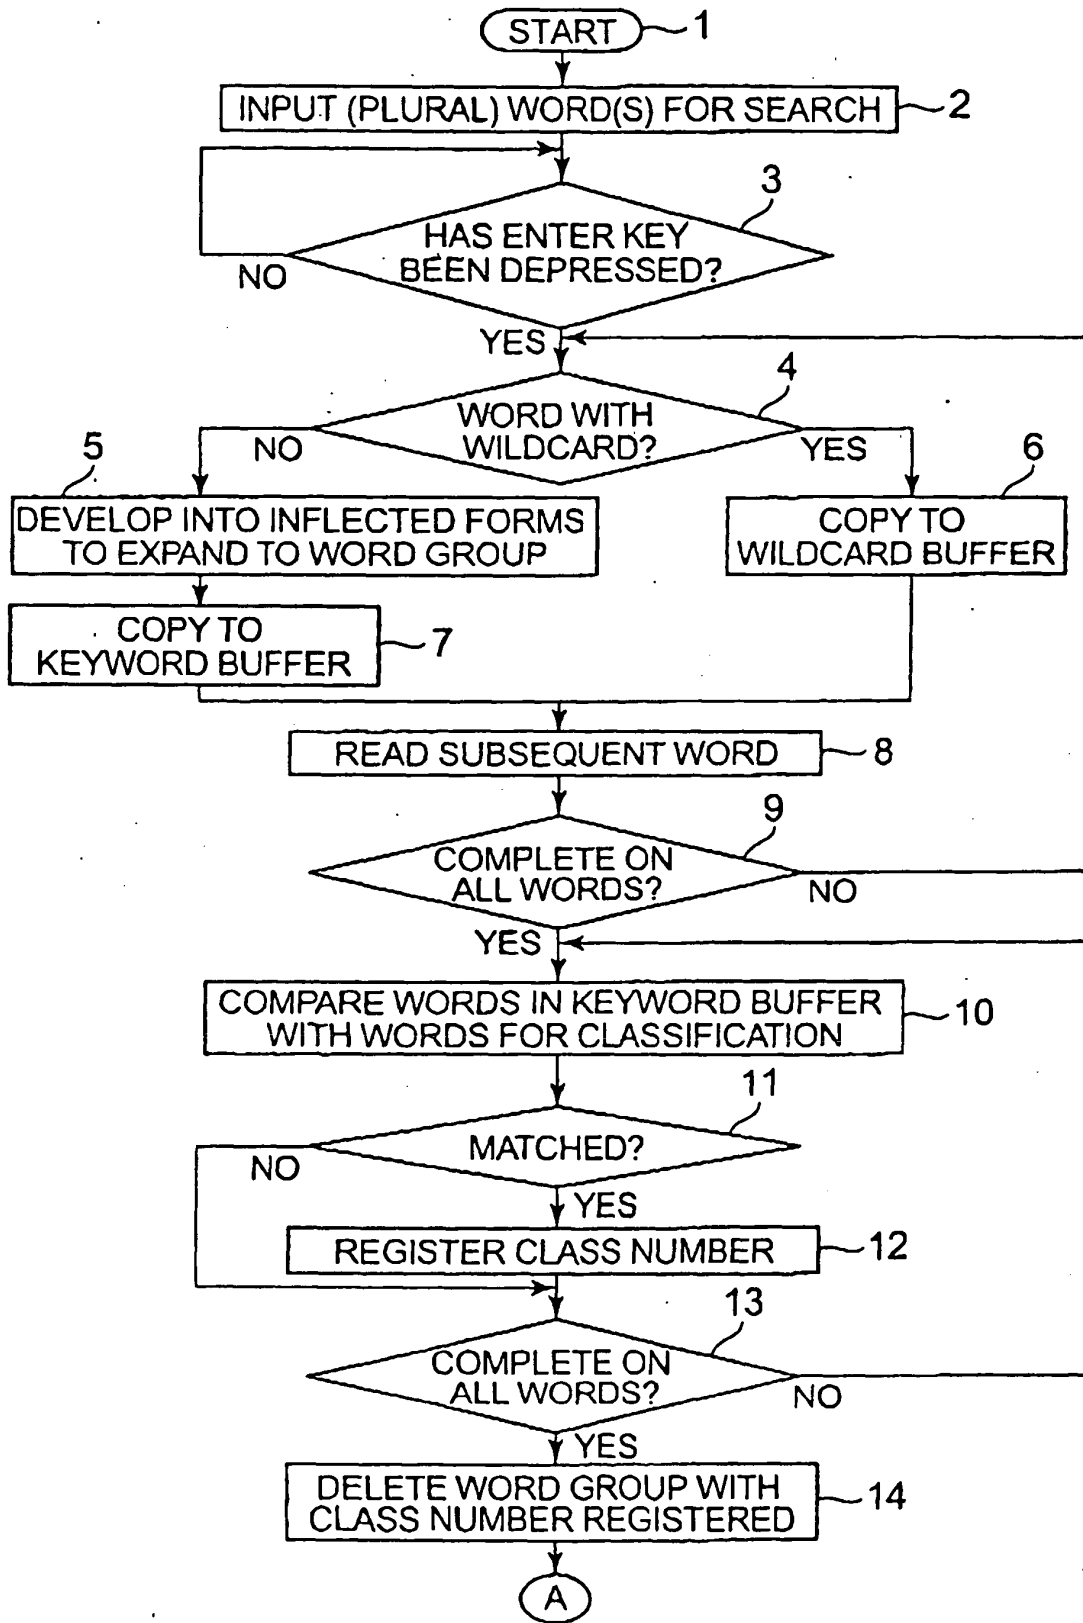 START
1
INPUT (PLURAL) WORD(S) FOR SEARCH
2
3
HAS ENTER KEY
BEEN DEPRESSED?
NO
YES
4
WORD WITH
WILDCARD?
NO
YES
5
6
DEVELOP INTO INFLECTED FORMS
TO EXPAND TO WORD GROUP
COPY TO
WILDCARD BUFFER
COPY TO
KEYWORD BUFFER
7
READ SUBSEQUENT WORD
8
9
COMPLETE ON
ALL WORDS?
NO
YES
COMPARE WORDS IN KEYWORD BUFFER
WITH WORDS FOR CLASSIFICATION
10
11
MATCHED?
NO
YES
REGISTER CLASS NUMBER
12
13
COMPLETE ON
ALL WORDS?
NO
YES
DELETE WORD GROUP WITH
CLASS NUMBER REGISTERED
14
A